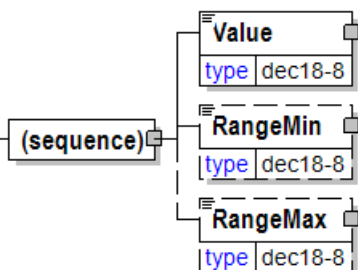 Value
type dec18-8
(sequence)
RangeMin
type dec18-8
RangeMax
type dec18-8